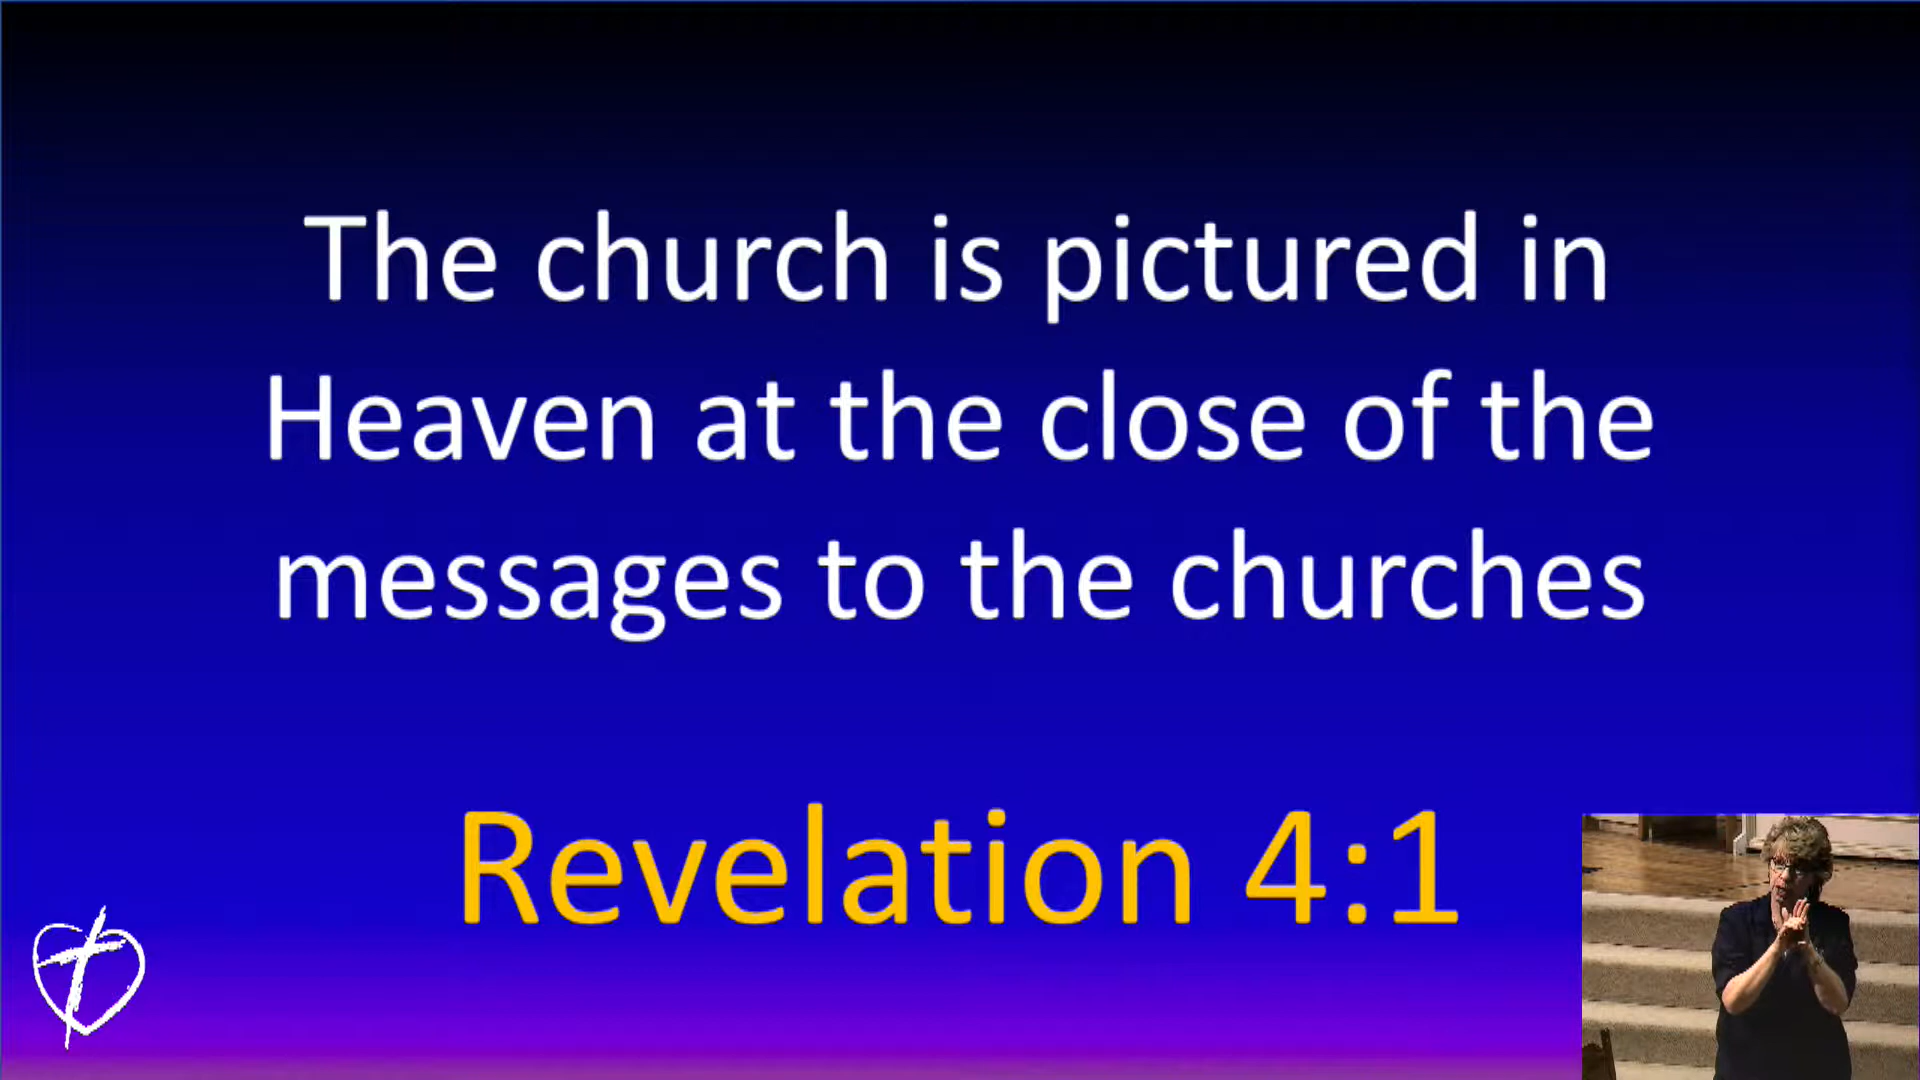 The church is pictured in
Heaven at the close of the
messages to the churches
Revelation 4:1